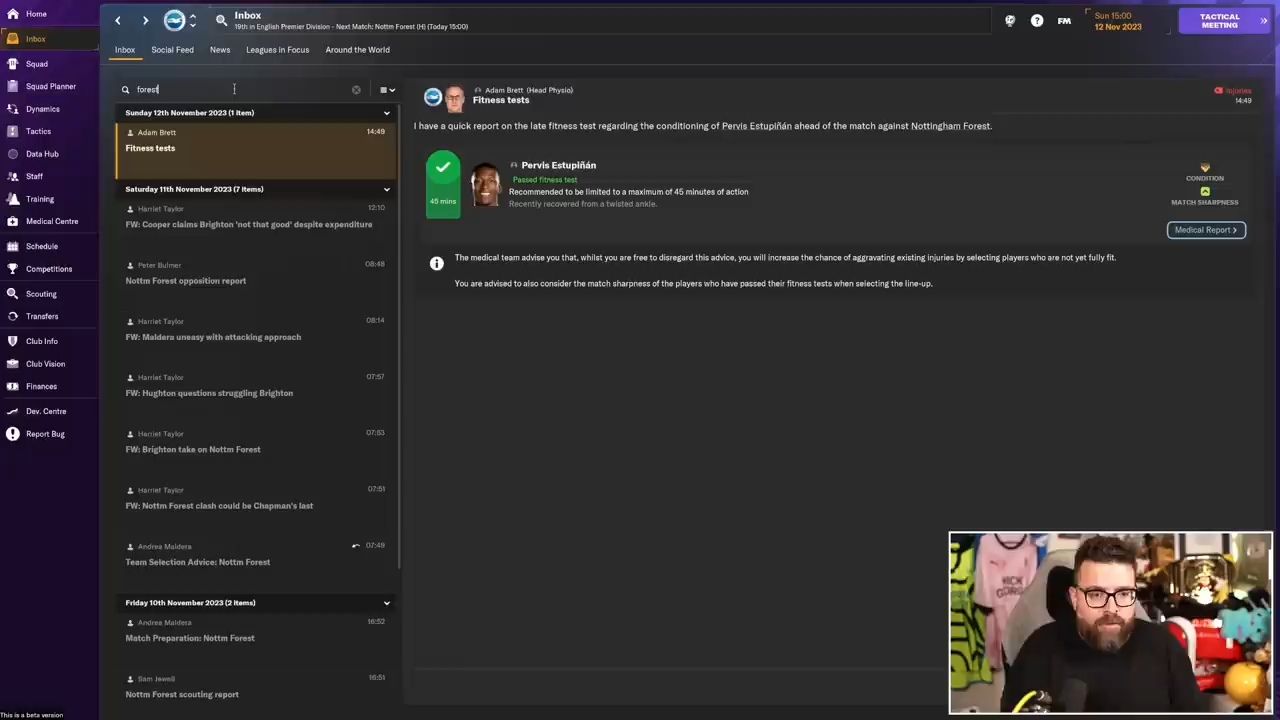 Home
Inbox
Squad
Squad Planner
Dynamics
Tactics
Data Hub
Staff
Training
Medical Centre
Schedule
Competitions
Scouting
Transfers
Club Info
Club Vision
Finances
Dev. Centre
Report Bug
This is a beta version
Inbox
19th in English Premier Division - Next Match: Nottm Forest (H) (Today 15:00)
FM
Sun 15:00
12 Nov 2023
TACTICAL
MEETING
Inbox Social Feed News Leagues in Focus Around the World
forest
Sunday 12th November 2023 (1 Item)
Adam Brett 14:49
Fitness tests
Saturday 11th November 2023 (7 Items)
Harriet Taylor 12:10
FW: Cooper claims Brighton 'not that good' despite expenditure
Peter Bulmer 08:48
Nottm Forest opposition report
Harriet Taylor 08:14
FW: Maldera uneasy with attacking approach
Harriet Taylor 07:57
FW: Hughton questions struggling Brighton
Harriet Taylor 07:53
FW: Brighton take on Nottm Forest
Harriet Taylor 07:51
FW: Nottm Forest clash could be Chapman's last
Andrea Maldera 07:49
Team Selection Advice: Nottm Forest
Friday 10th November 2023 (2 Items)
Andrea Maldera 16:52
Match Preparation: Nottm Forest
Sam Jewell 16:51
Nottm Forest scouting report
Adam Brett (Head Physio)
Fitness tests
Injuries
14:49
I have a quick report on the late fitness test regarding the conditioning of Pervis Estupiñán ahead of the match against Nottingham Forest.
45 mins
Pervis Estupiñán
Passed fitness test
Recommended to be limited to a maximum of 45 minutes of action
Recently recovered from a twisted ankle.
CONDITION
MATCH SHARPNESS
Medical Report
The medical team advise you that, whilst you are free to disregard this advice, you will increase the chance of aggravating existing injuries by selecting players who are not yet fully fit.
You are advised to also consider the match sharpness of the players who have passed their fitness tests when selecting the line-up.